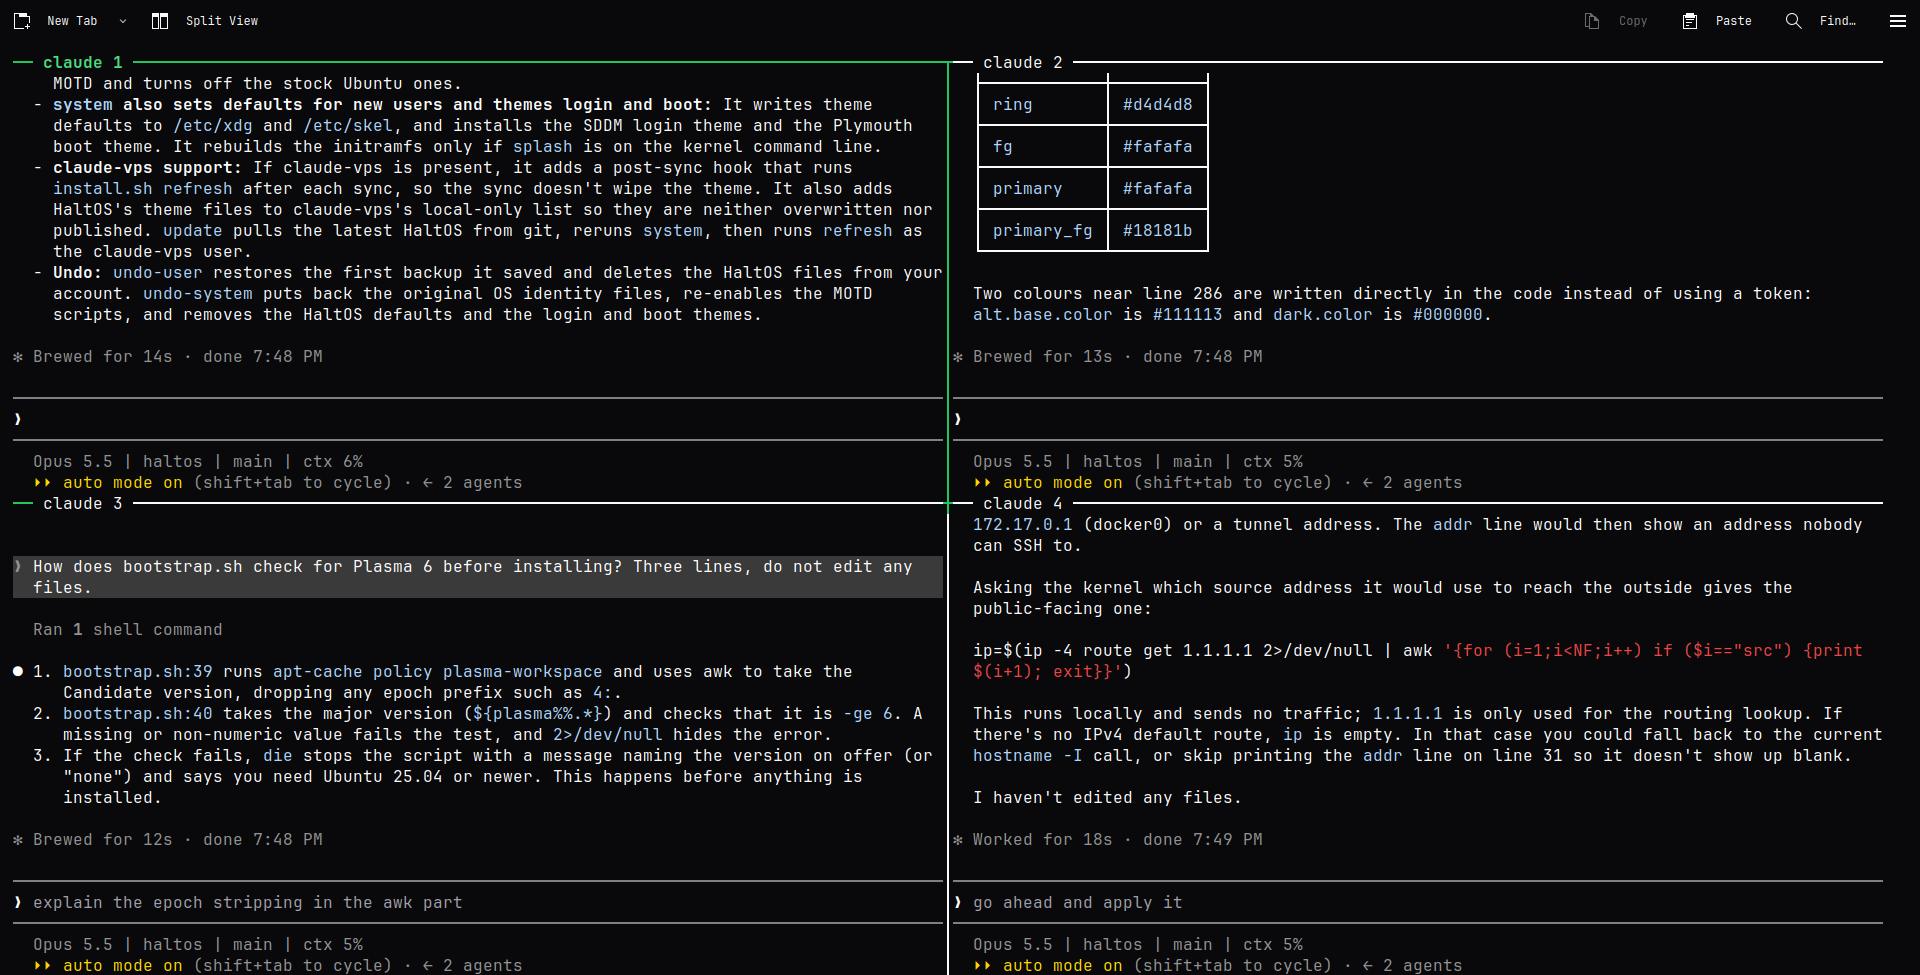 New Tab Split View Copy Paste Find…
claude 1
MOTD and turns off the stock Ubuntu ones.
- system also sets defaults for new users and themes login and boot: It writes theme
defaults to /etc/xdg and /etc/skel, and installs the SDDM login theme and the Plymouth
boot theme. It rebuilds the initramfs only if splash is on the kernel command line.
- claude-vps support: If claude-vps is present, it adds a post-sync hook that runs
install.sh refresh after each sync, so the sync doesn't wipe the theme. It also adds
HaltOS's theme files to claude-vps's local-only list so they are neither overwritten nor
published. update pulls the latest HaltOS from git, reruns system, then runs refresh as
the claude-vps user.
- Undo: undo-user restores the first backup it saved and deletes the HaltOS files from your
account. undo-system puts back the original OS identity files, re-enables the MOTD
scripts, and removes the HaltOS defaults and the login and boot themes.
✻ Brewed for 14s · done 7:48 PM
❯
Opus 5.5 | haltos | main | ctx 6%
⏵⏵ auto mode on (shift+tab to cycle) · ← 2 agents
claude 2
ring #d4d4d8
fg #fafafa
primary #fafafa
primary_fg #18181b
Two colours near line 286 are written directly in the code instead of using a token:
alt.base.color is #111113 and dark.color is #000000.
✻ Brewed for 13s · done 7:48 PM
❯
Opus 5.5 | haltos | main | ctx 5%
⏵⏵ auto mode on (shift+tab to cycle) · ← 2 agents
claude 3
❯ How does bootstrap.sh check for Plasma 6 before installing? Three lines, do not edit any
files.
Ran 1 shell command
● 1. bootstrap.sh:39 runs apt-cache policy plasma-workspace and uses awk to take the
Candidate version, dropping any epoch prefix such as 4:.
2. bootstrap.sh:40 takes the major version (${plasma%%.*}) and checks that it is -ge 6. A
missing or non-numeric value fails the test, and 2>/dev/null hides the error.
3. If the check fails, die stops the script with a message naming the version on offer (or
"none") and says you need Ubuntu 25.04 or newer. This happens before anything is
installed.
✻ Brewed for 12s · done 7:48 PM
❯ explain the epoch stripping in the awk part
Opus 5.5 | haltos | main | ctx 5%
⏵⏵ auto mode on (shift+tab to cycle) · ← 2 agents
claude 4
172.17.0.1 (docker0) or a tunnel address. The addr line would then show an address nobody
can SSH to.
Asking the kernel which source address it would use to reach the outside gives the
public-facing one:
ip=$(ip -4 route get 1.1.1.1 2>/dev/null | awk '{for (i=1;i<NF;i++) if ($i=="src") {print
$(i+1); exit}}')
This runs locally and sends no traffic; 1.1.1.1 is only used for the routing lookup. If
there's no IPv4 default route, ip is empty. In that case you could fall back to the current
hostname -I call, or skip printing the addr line on line 31 so it doesn't show up blank.
I haven't edited any files.
✻ Worked for 18s · done 7:49 PM
❯ go ahead and apply it
Opus 5.5 | haltos | main | ctx 5%
⏵⏵ auto mode on (shift+tab to cycle) · ← 2 agents